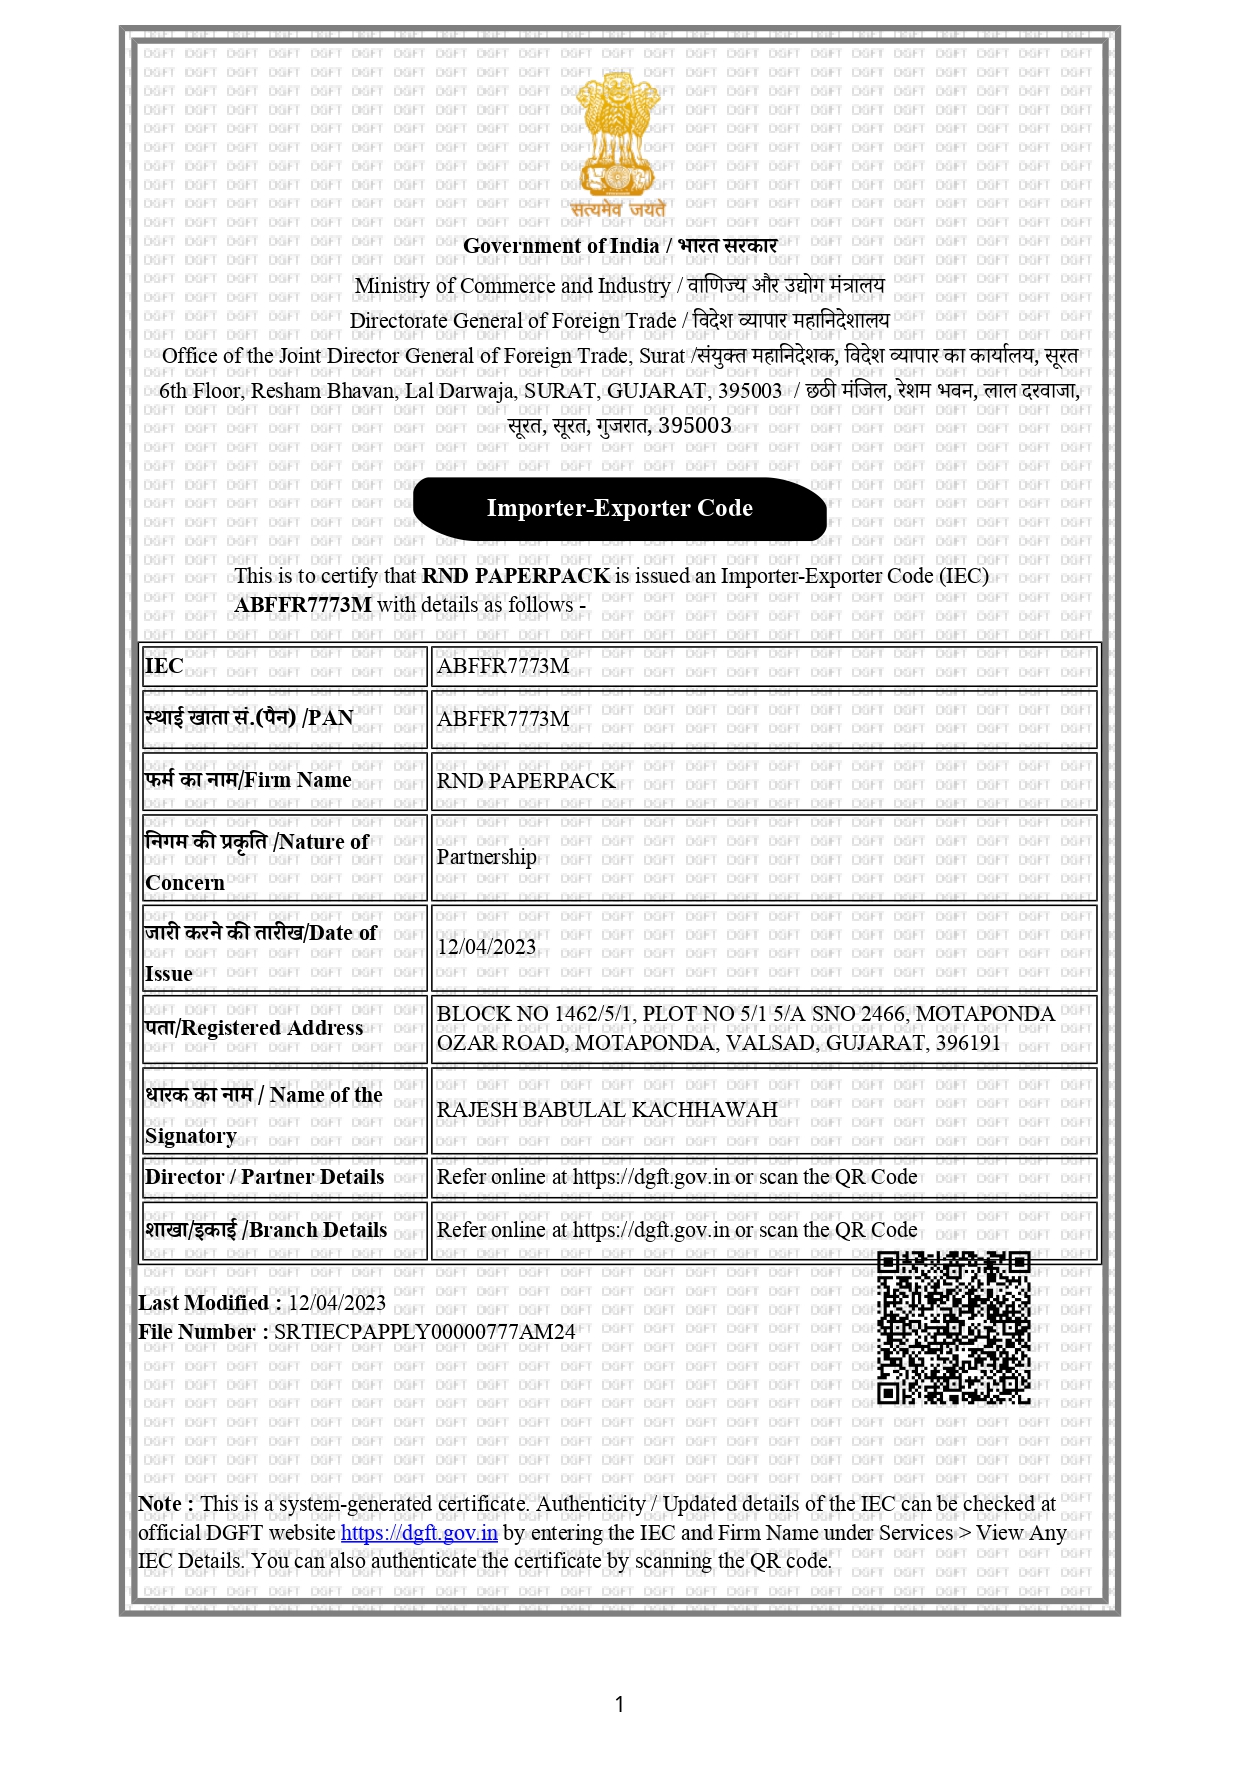 सत्यमेव जयते
Government of India / भारत सरकार
Ministry of Commerce and Industry / वाणिज्य और उद्योग मंत्रालय
Directorate General of Foreign Trade / विदेश व्यापार महानिदेशालय
Office of the Joint Director General of Foreign Trade, Surat /संयुक्त महानिदेशक, विदेश व्यापार का कार्यालय, सूरत
6th Floor, Resham Bhavan, Lal Darwaja, SURAT, GUJARAT, 395003 / छठी मंजिल, रेशम भवन, लाल दरवाजा,
सूरत, सूरत, गुजरात, 395003
Importer-Exporter Code
This is to certify that RND PAPERPACK is issued an Importer-Exporter Code (IEC)
ABFFR7773M with details as follows -
IEC ABFFR7773M
स्थाई खाता सं.(पैन) /PAN ABFFR7773M
फर्म का नाम/Firm Name RND PAPERPACK
निगम की प्रकृति /Nature of
Concern
Partnership
जारी करने की तारीख/Date of
Issue
12/04/2023
पता/Registered Address
BLOCK NO 1462/5/1, PLOT NO 5/1 5/A SNO 2466, MOTAPONDA
OZAR ROAD, MOTAPONDA, VALSAD, GUJARAT, 396191
धारक का नाम / Name of the
Signatory
RAJESH BABULAL KACHHAWAH
Director / Partner Details Refer online at https://dgft.gov.in or scan the QR Code
शाखा/इकाई /Branch Details Refer online at https://dgft.gov.in or scan the QR Code
Last Modified : 12/04/2023
File Number : SRTIECPAPPLY00000777AM24
Note : This is a system-generated certificate. Authenticity / Updated details of the IEC can be checked at
official DGFT website https://dgft.gov.in by entering the IEC and Firm Name under Services > View Any
IEC Details. You can also authenticate the certificate by scanning the QR code.
1